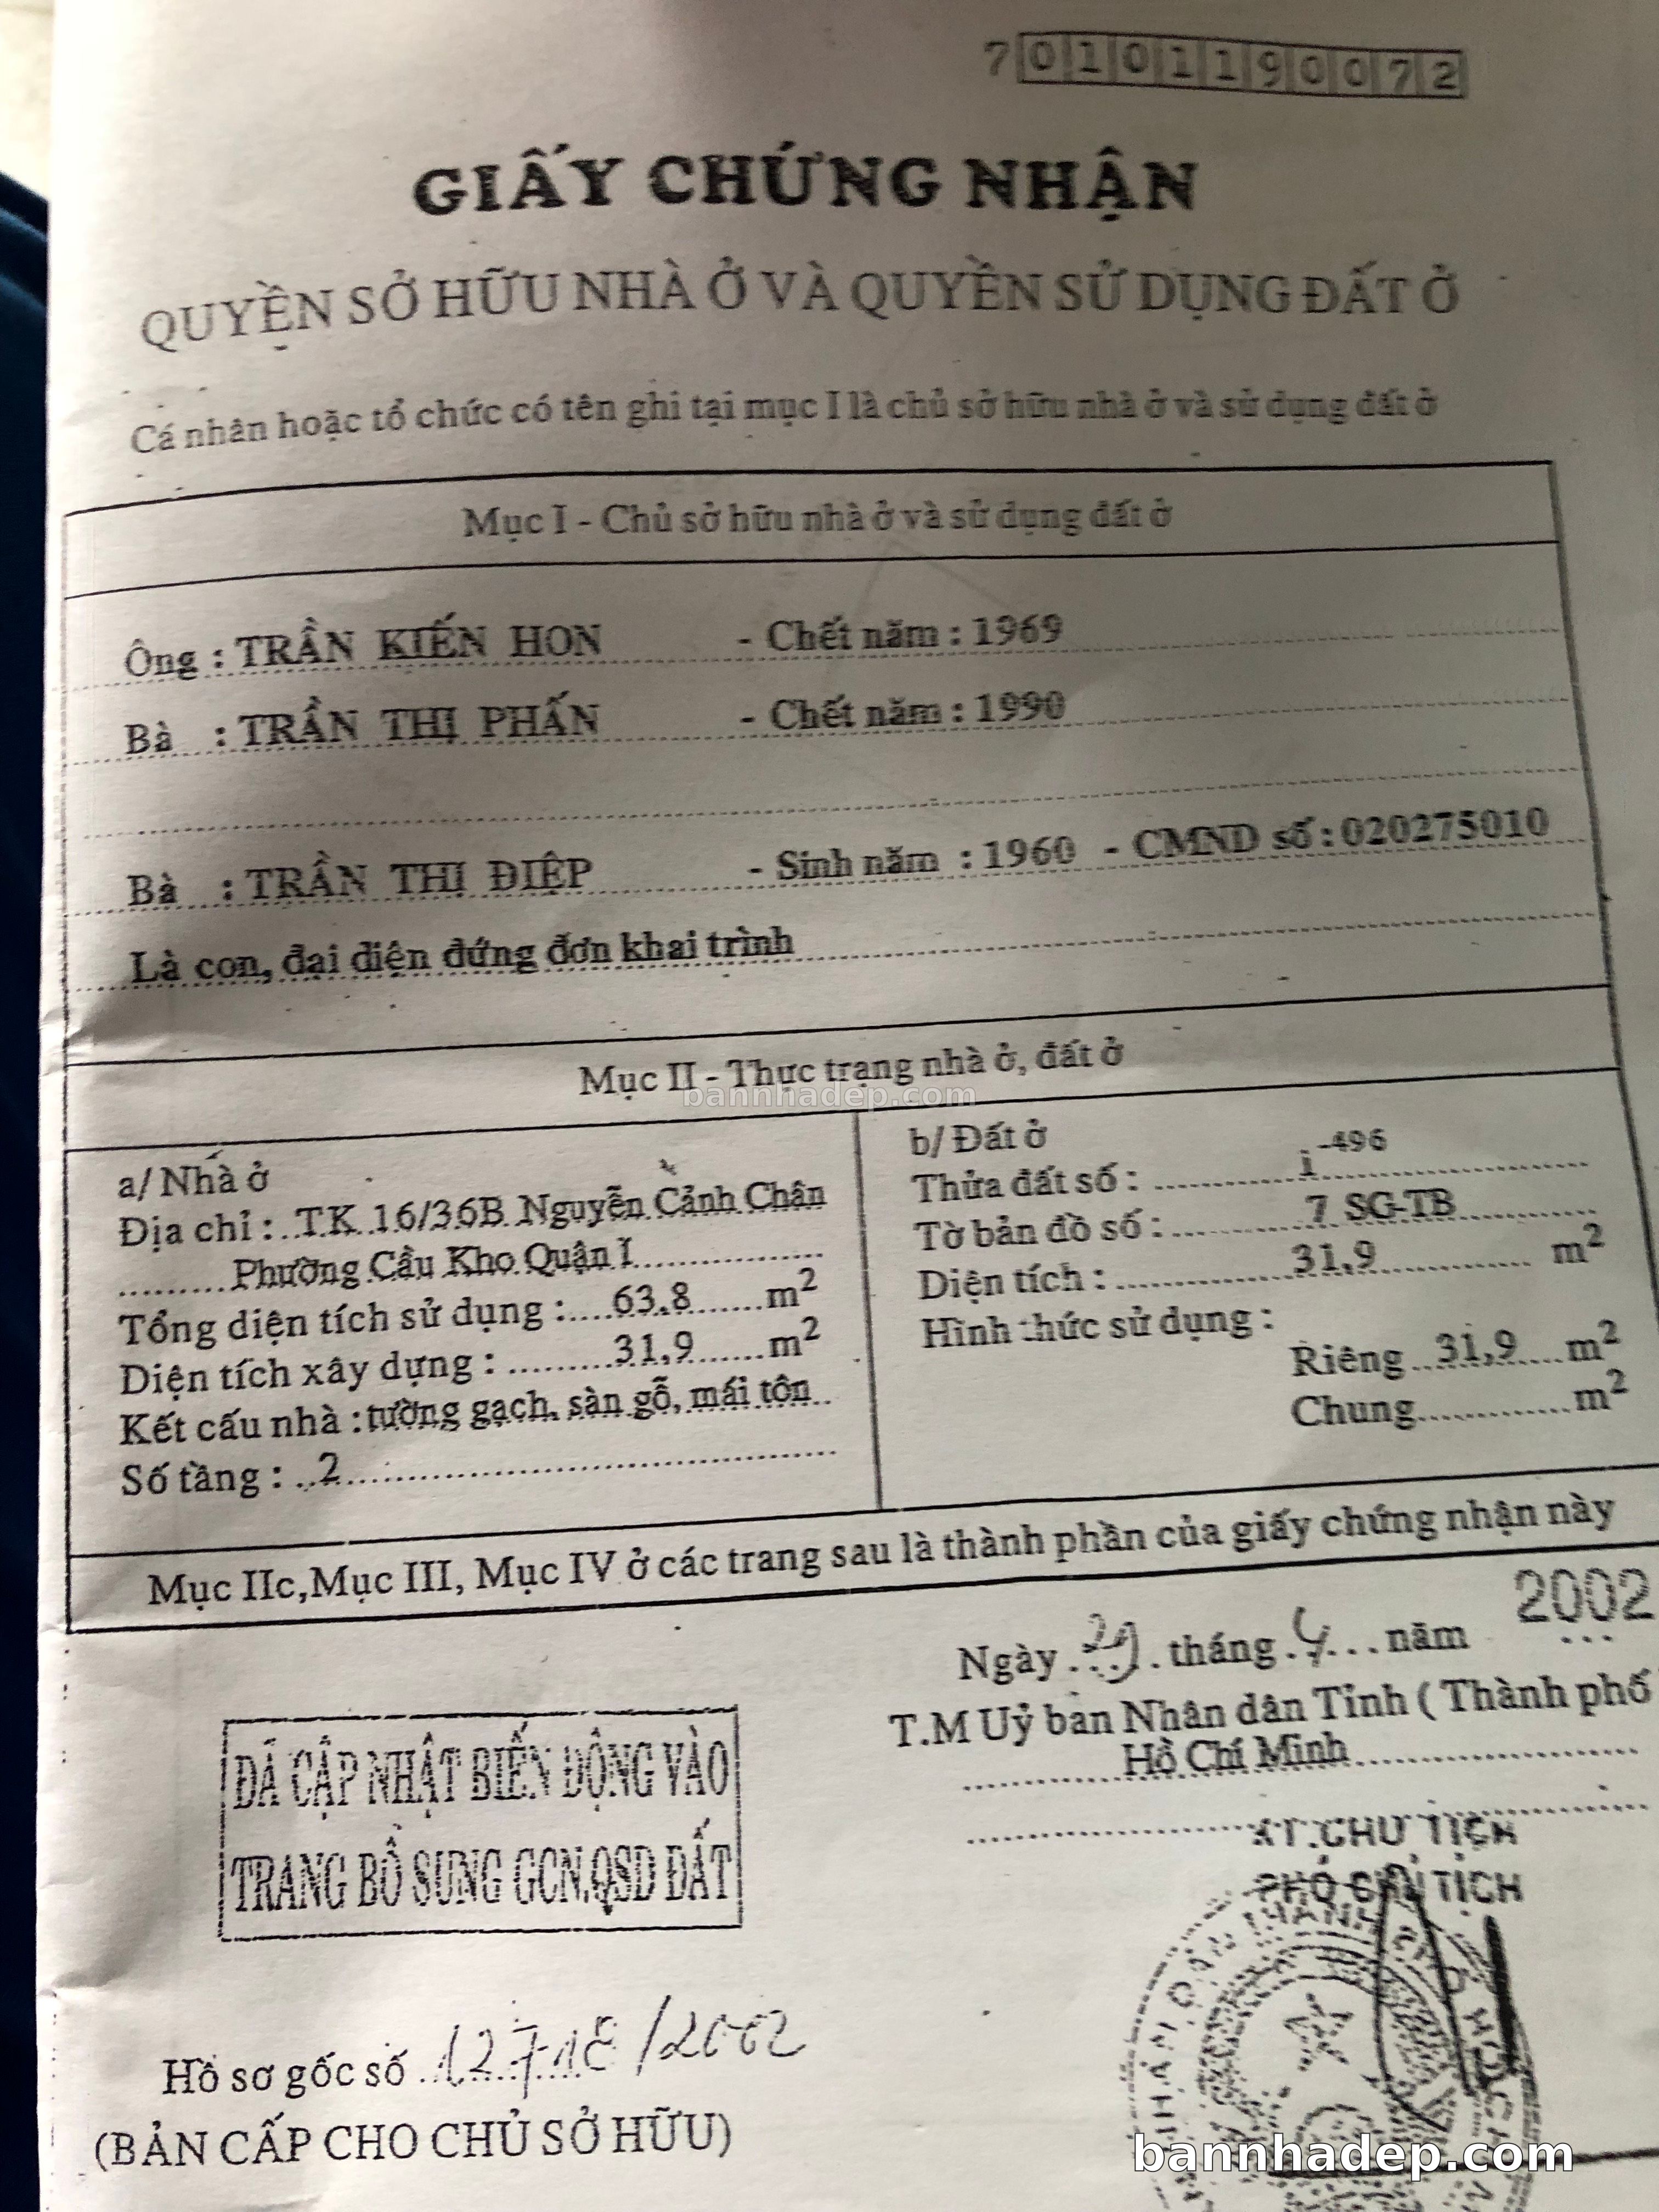 70101190072
GIẤY CHỨNG NHẬN
QUYỀN SỞ HỮU NHÀ Ở VÀ QUYỀN SỬ DỤNG ĐẤT Ở
Cá nhân hoặc tổ chức có tên ghi tại mục I là chủ sở hữu nhà ở và sử dụng đất ở
Mục I - Chủ sở hữu nhà ở và sử dụng đất ở
Ông : TRẦN KIẾN HON - Chết năm : 1969
Bà : TRẦN THỊ PHẤN - Chết năm : 1990
Bà : TRẦN THỊ ĐIỆP - Sinh năm : 1960 - CMND số : 020275010
Là con, đại diện đứng đơn khai trình
Mục II - Thực trạng nhà ở, đất ở
bannhadep.com
a/ Nhà ở
Địa chỉ : TK 16/36B Nguyễn Cảnh Chân
Phường Cầu Kho Quận I
Tổng diện tích sử dụng : 63,8 m²
Diện tích xây dựng : 31,9 m²
Kết cấu nhà : tường gạch, sàn gỗ, mái tôn
Số tầng : 2
b/ Đất ở
Thửa đất số : 1-496
Tờ bản đồ số : 7 SG-TB
Diện tích : 31,9 m²
Hình thức sử dụng :
Riêng 31,9 m²
Chung m²
Mục IIc, Mục III, Mục IV ở các trang sau là thành phần của giấy chứng nhận này
Ngày 29 tháng 4 năm 2002
T.M Uỷ ban Nhân dân Tỉnh ( Thành phố
Hồ Chí Minh
KT.CHỦ TỊCH
PHÓ CHỦ TỊCH
ĐÃ CẬP NHẬT BIẾN ĐỘNG VÀO
TRANG BỔ SUNG GCN.QSD ĐẤT
Hồ sơ gốc số 12718/2002
(BẢN CẤP CHO CHỦ SỞ HỮU)
bannhadep.com